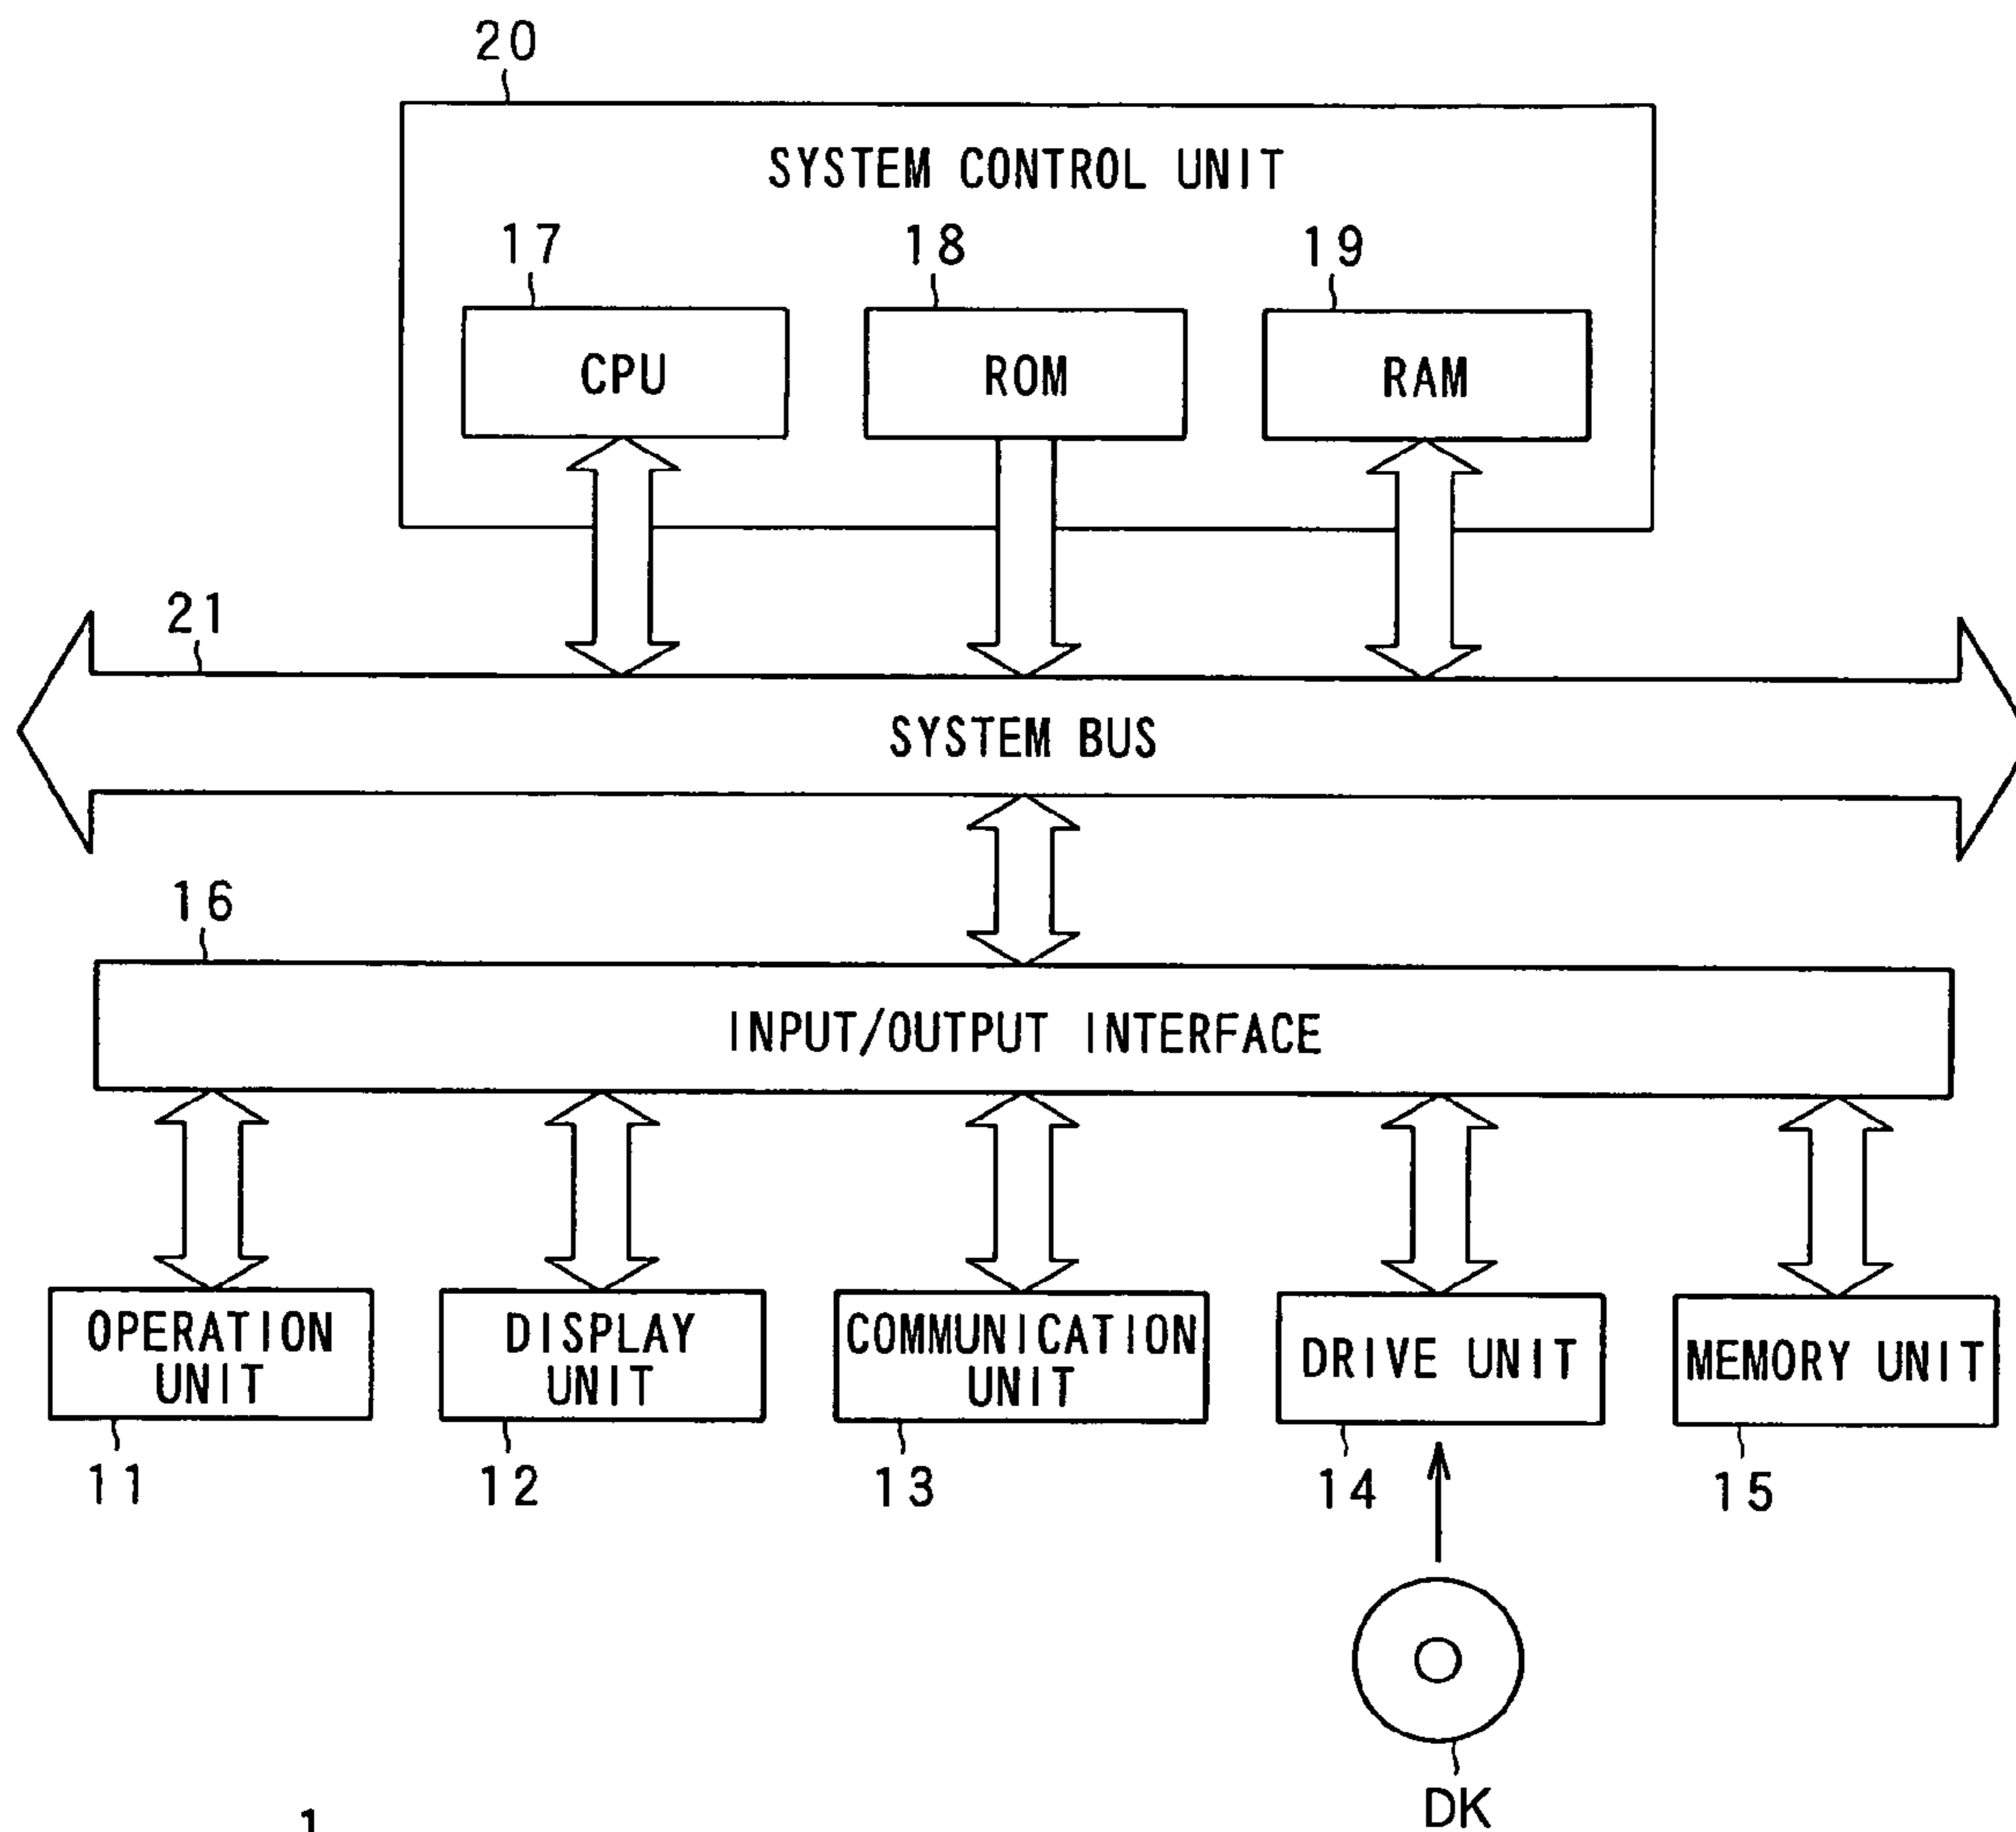 20
SYSTEM CONTROL UNIT
17
18
19
CPU
ROM
RAM
21
SYSTEM BUS
16
INPUT/OUTPUT INTERFACE
OPERATION
UNIT
DISPLAY
UNIT
COMMUNICATION
UNIT
DRIVE UNIT
MEMORY UNIT
11
12
13
14
15
DK
1